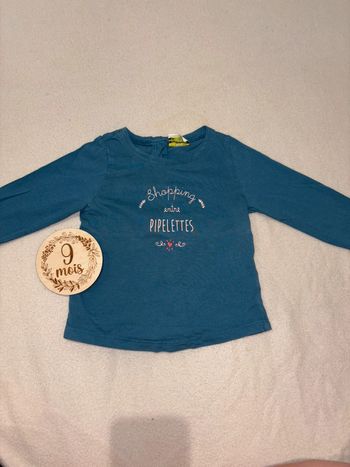 Shopping
entre
PIPELETTES
9
mois